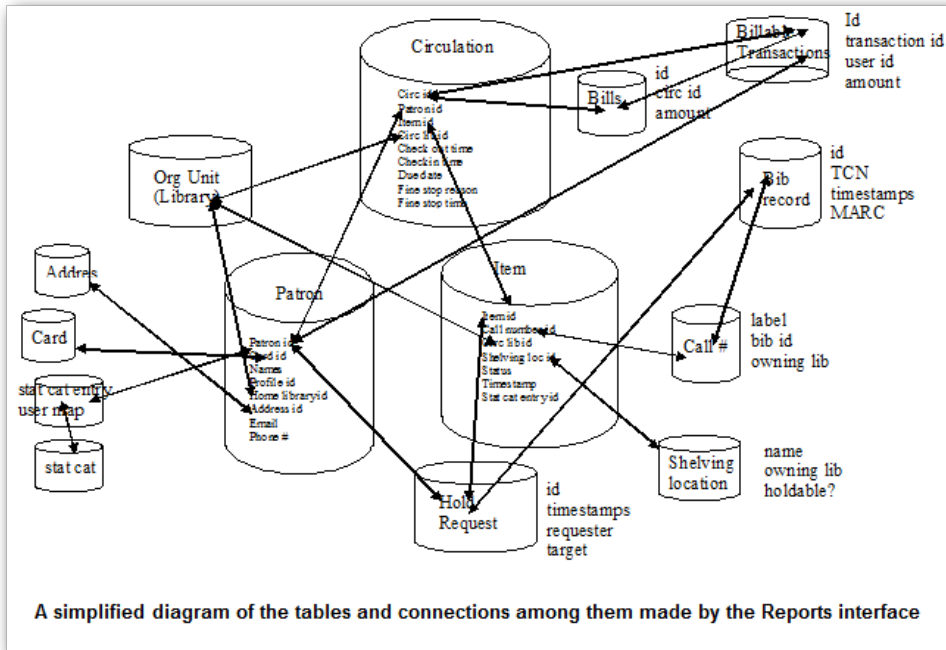 Circulation
Circ id
Patron id
Item id
Circ lib id
Check out time
Checkin time
Due date
Fine stop reason
Fine stop time
Billable
Transactions
Id
transaction id
user id
amount
Bills
id
circ id
amount
Org Unit
(Library)
Bib
record
id
TCN
timestamps
MARC
Addres
Card
stat cat entry
user map
stat cat
Patron
Patron id
Card id
Names
Profile id
Home library id
Address id
Email
Phone #
Item
Item id
Call number id
Circ lib id
Shelving loc id
Status
Timestamp
Stat cat entry id
Call #
label
bib id
owning lib
Shelving
location
name
owning lib
holdable?
Hold
Request
id
timestamps
requester
target
A simplified diagram of the tables and connections among them made by the Reports interface